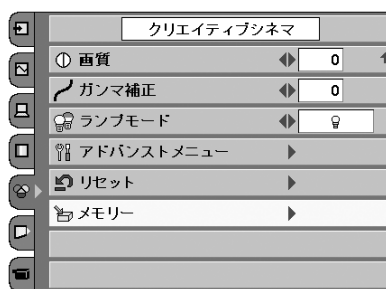 クリエイティブシネマ
画質 0
ガンマ補正 0
ランプモード
アドバンストメニュー
リセット
メモリー